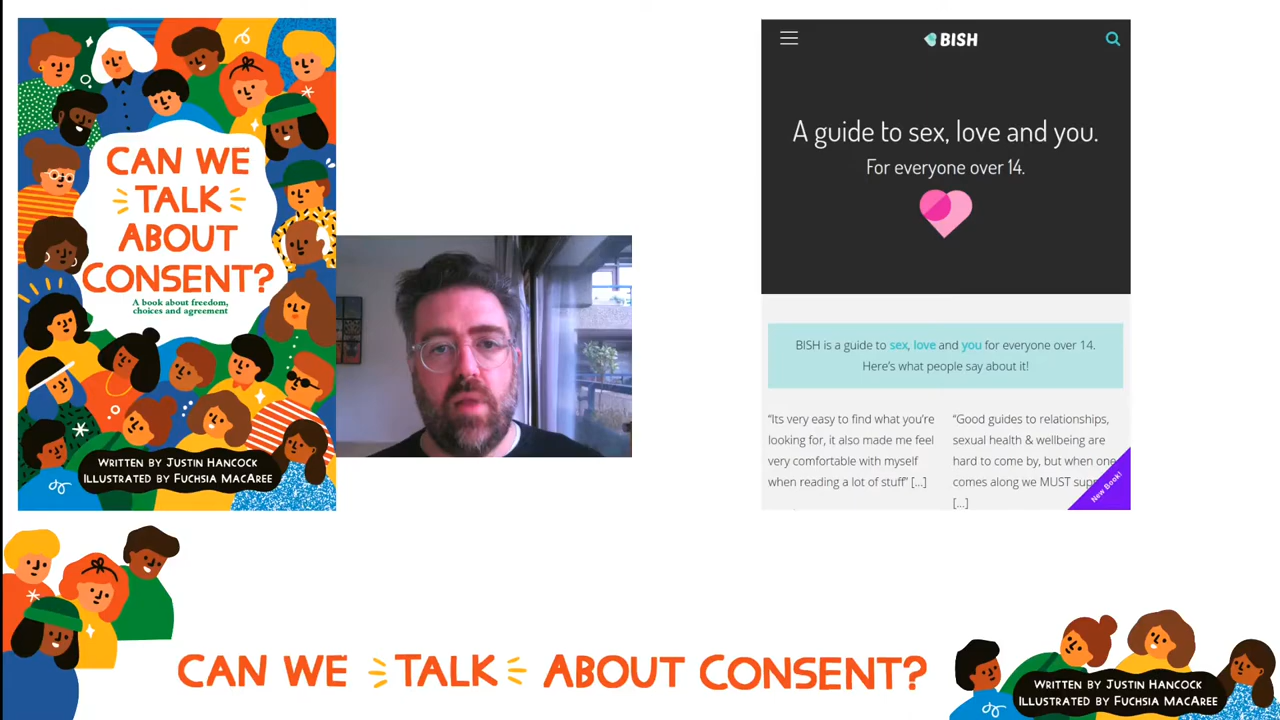 CAN WE
TALK
ABOUT
CONSENT?
A book about freedom,
choices and agreement
WRITTEN BY JUSTIN HANCOCK
ILLUSTRATED BY FUCHSIA MACAREE
BISH
A guide to sex, love and you.
For everyone over 14.
BISH is a guide to sex, love and you for everyone over 14.
Here's what people say about it!
“Its very easy to find what you're
looking for, it also made me feel
very comfortable with myself
when reading a lot of stuff” [...]
“Good guides to relationships,
sexual health & wellbeing are
hard to come by, but when one
comes along we MUST
[...]
New Book!
CAN WE TALK ABOUT CONSENT?
WRITTEN BY JUSTIN HANCOCK
ILLUSTRATED BY FUCHSIA MACAREE